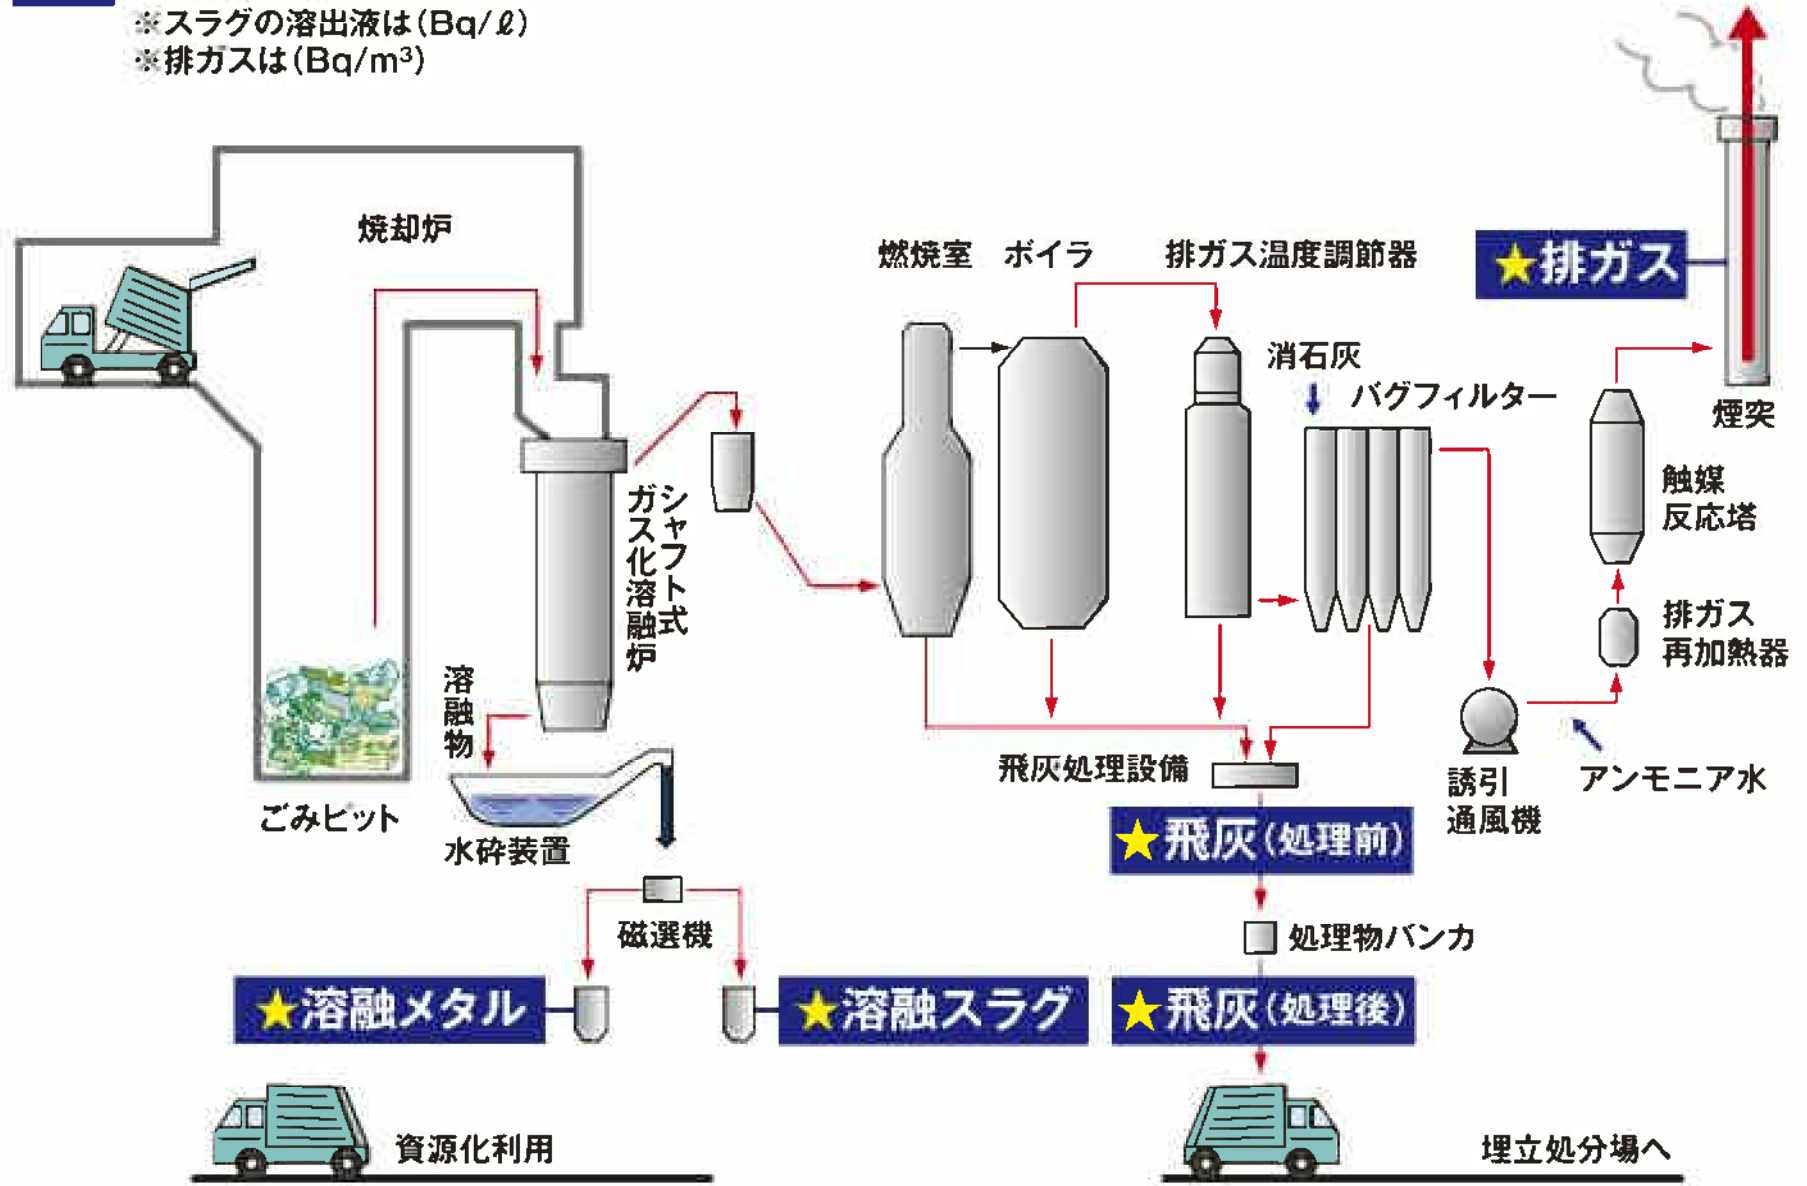 ※スラグの溶出液は(Bq/ℓ)
※排ガスは(Bq/m³)
焼却炉
燃焼室
ボイラ
排ガス温度調節器
★排ガス
消石灰
バグフィルター
煙突
シャフト式
ガス化溶融炉
触媒
反応塔
排ガス
再加熱器
溶融物
飛灰処理設備
誘引
通風機
アンモニア水
ごみピット
水砕装置
★飛灰(処理前)
磁選機
処理物バンカ
★溶融メタル
★溶融スラグ
★飛灰(処理後)
資源化利用
埋立処分場へ